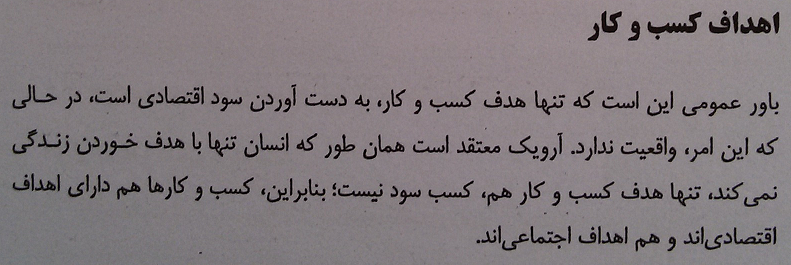 اهداف کسب و کار
باور عمومی این است که تنها هدف کسب و کار، به دست آوردن سود اقتصادی است، در حالی
که این امر، واقعیت ندارد. آرویک معتقد است همان طور که انسان تنها با هدف خوردن زندگی
نمی‌کند، تنها هدف کسب و کار هم، کسب سود نیست؛ بنابراین، کسب و کارها هم دارای اهداف
اقتصادی‌اند و هم اهداف اجتماعی‌اند.